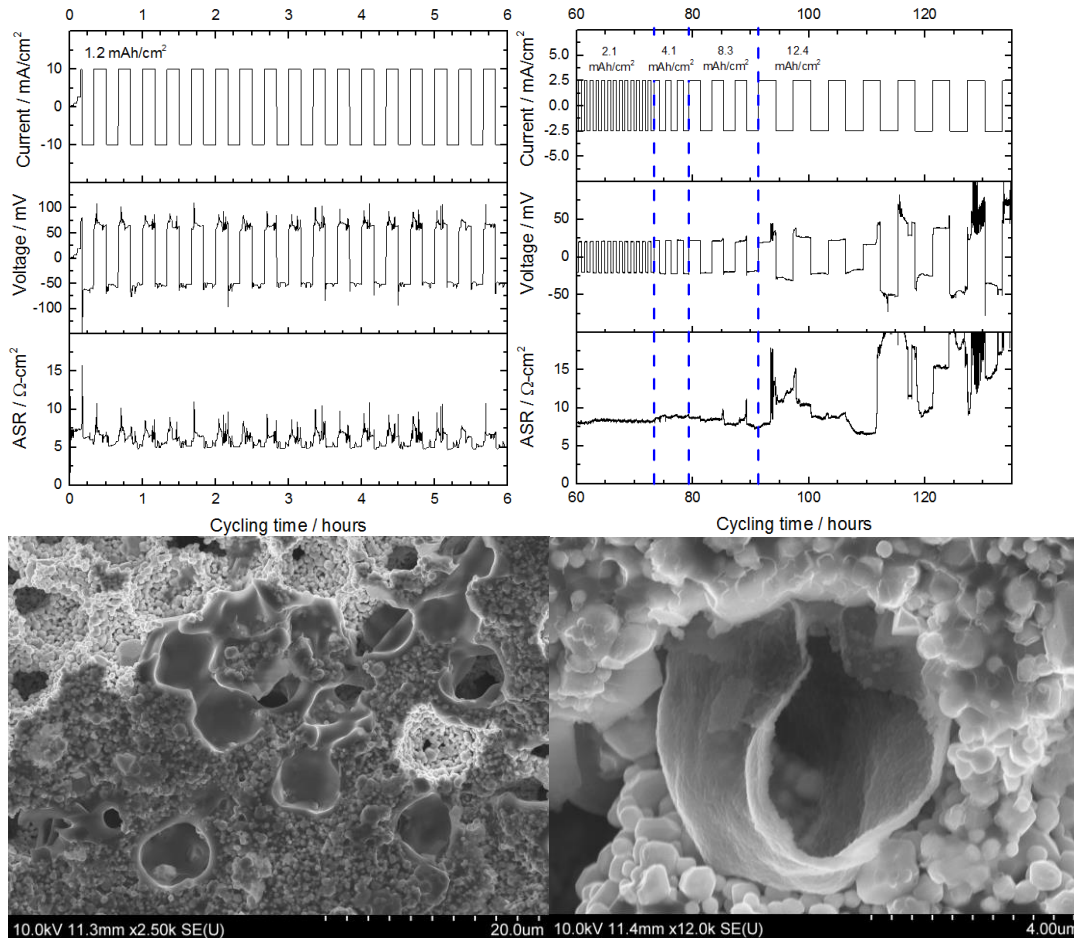 0 1 2 3 4 5 6
1.2 mAh/cm²
Current / mA/cm²
10
0
-10
Voltage / mV
100
50
0
-50
-100
ASR / Ω-cm²
15
10
5
0
0 1 2 3 4 5 6
Cycling time / hours
60 80 100 120
2.1 4.1 8.3 12.4
mAh/cm² mAh/cm² mAh/cm² mAh/cm²
Current / mA/cm²
5.0
2.5
0.0
-2.5
-5.0
Voltage / mV
50
0
-50
ASR / Ω-cm²
15
10
5
0
60 80 100 120
Cycling time / hours
10.0kV 11.3mm x2.50k SE(U) 20.0um
10.0kV 11.4mm x12.0k SE(U) 4.00um